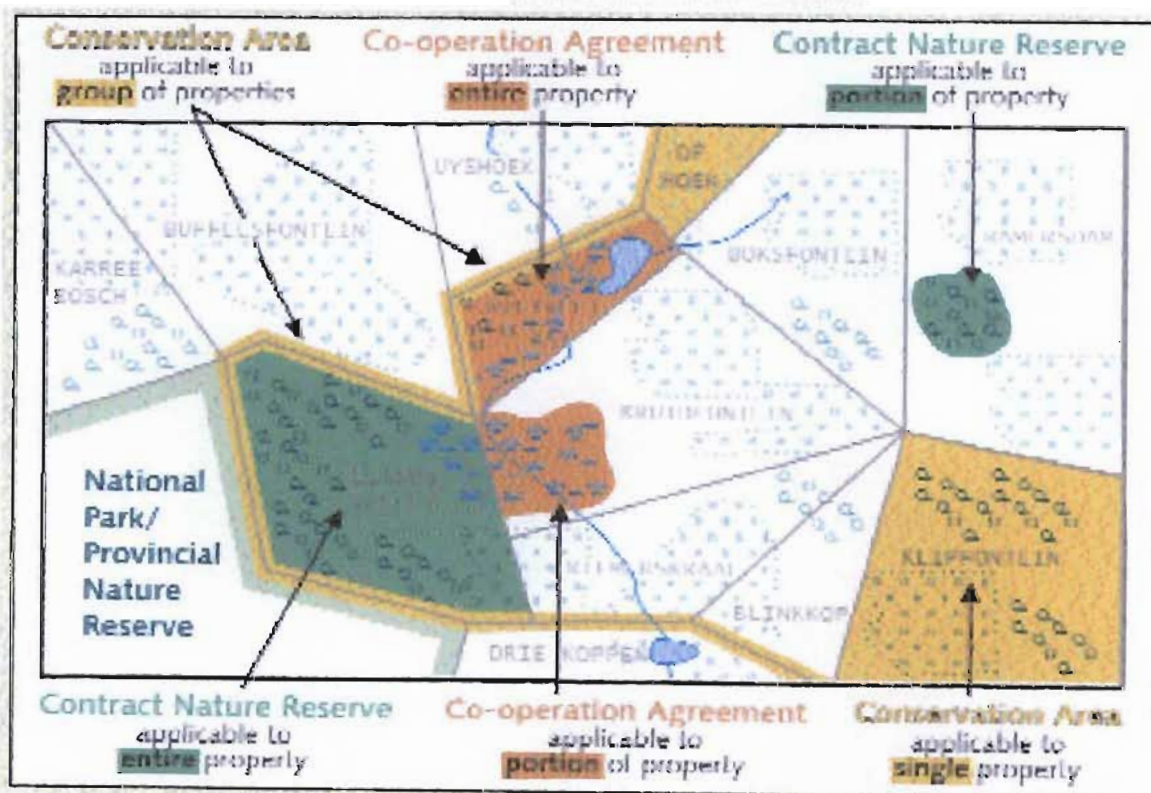 Conservation Area
applicable to
group of properties
Co-operation Agreement
applicable to
entire property
Contract Nature Reserve
applicable to
portion of property
UYSHOEK
OP
HOEK
BUFFELSFONTEIN
KARREE
BOSCH
BOKSFONTEIN
National
Park/
Provincial
Nature
Reserve
KLIPFONTEIN
BLINKKOP
DRIE KOPPEN
Contract Nature Reserve
applicable to
entire property
Co-operation Agreement
applicable to
portion of property
Conservation Area
applicable to
single property